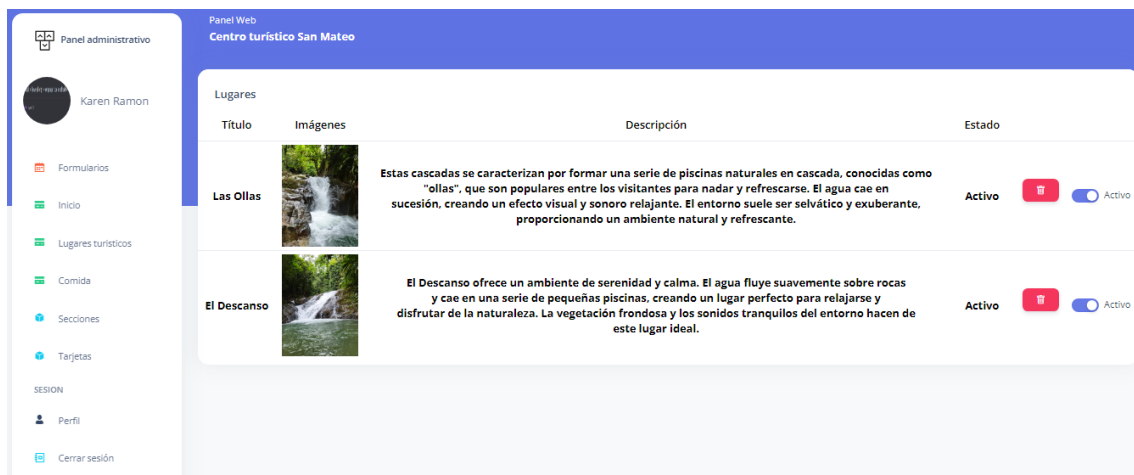 Panel administrativo
Karen Ramon
Formularios
Inicio
Lugares turisticos
Comida
Secciones
Tarjetas
SESION
Perfil
Cerrar sesión
Panel Web
Centro turístico San Mateo
Lugares
Título Imágenes Descripción Estado
Las Ollas
Estas cascadas se caracterizan por formar una serie de piscinas naturales en cascada, conocidas como
"ollas", que son populares entre los visitantes para nadar y refrescarse. El agua cae en
sucesión, creando un efecto visual y sonoro relajante. El entorno suele ser selvático y exuberante,
proporcionando un ambiente natural y refrescante.
Activo Activo
El Descanso
El Descanso ofrece un ambiente de serenidad y calma. El agua fluye suavemente sobre rocas
y cae en una serie de pequeñas piscinas, creando un lugar perfecto para relajarse y
disfrutar de la naturaleza. La vegetación frondosa y los sonidos tranquilos del entorno hacen de
este lugar ideal.
Activo Activo